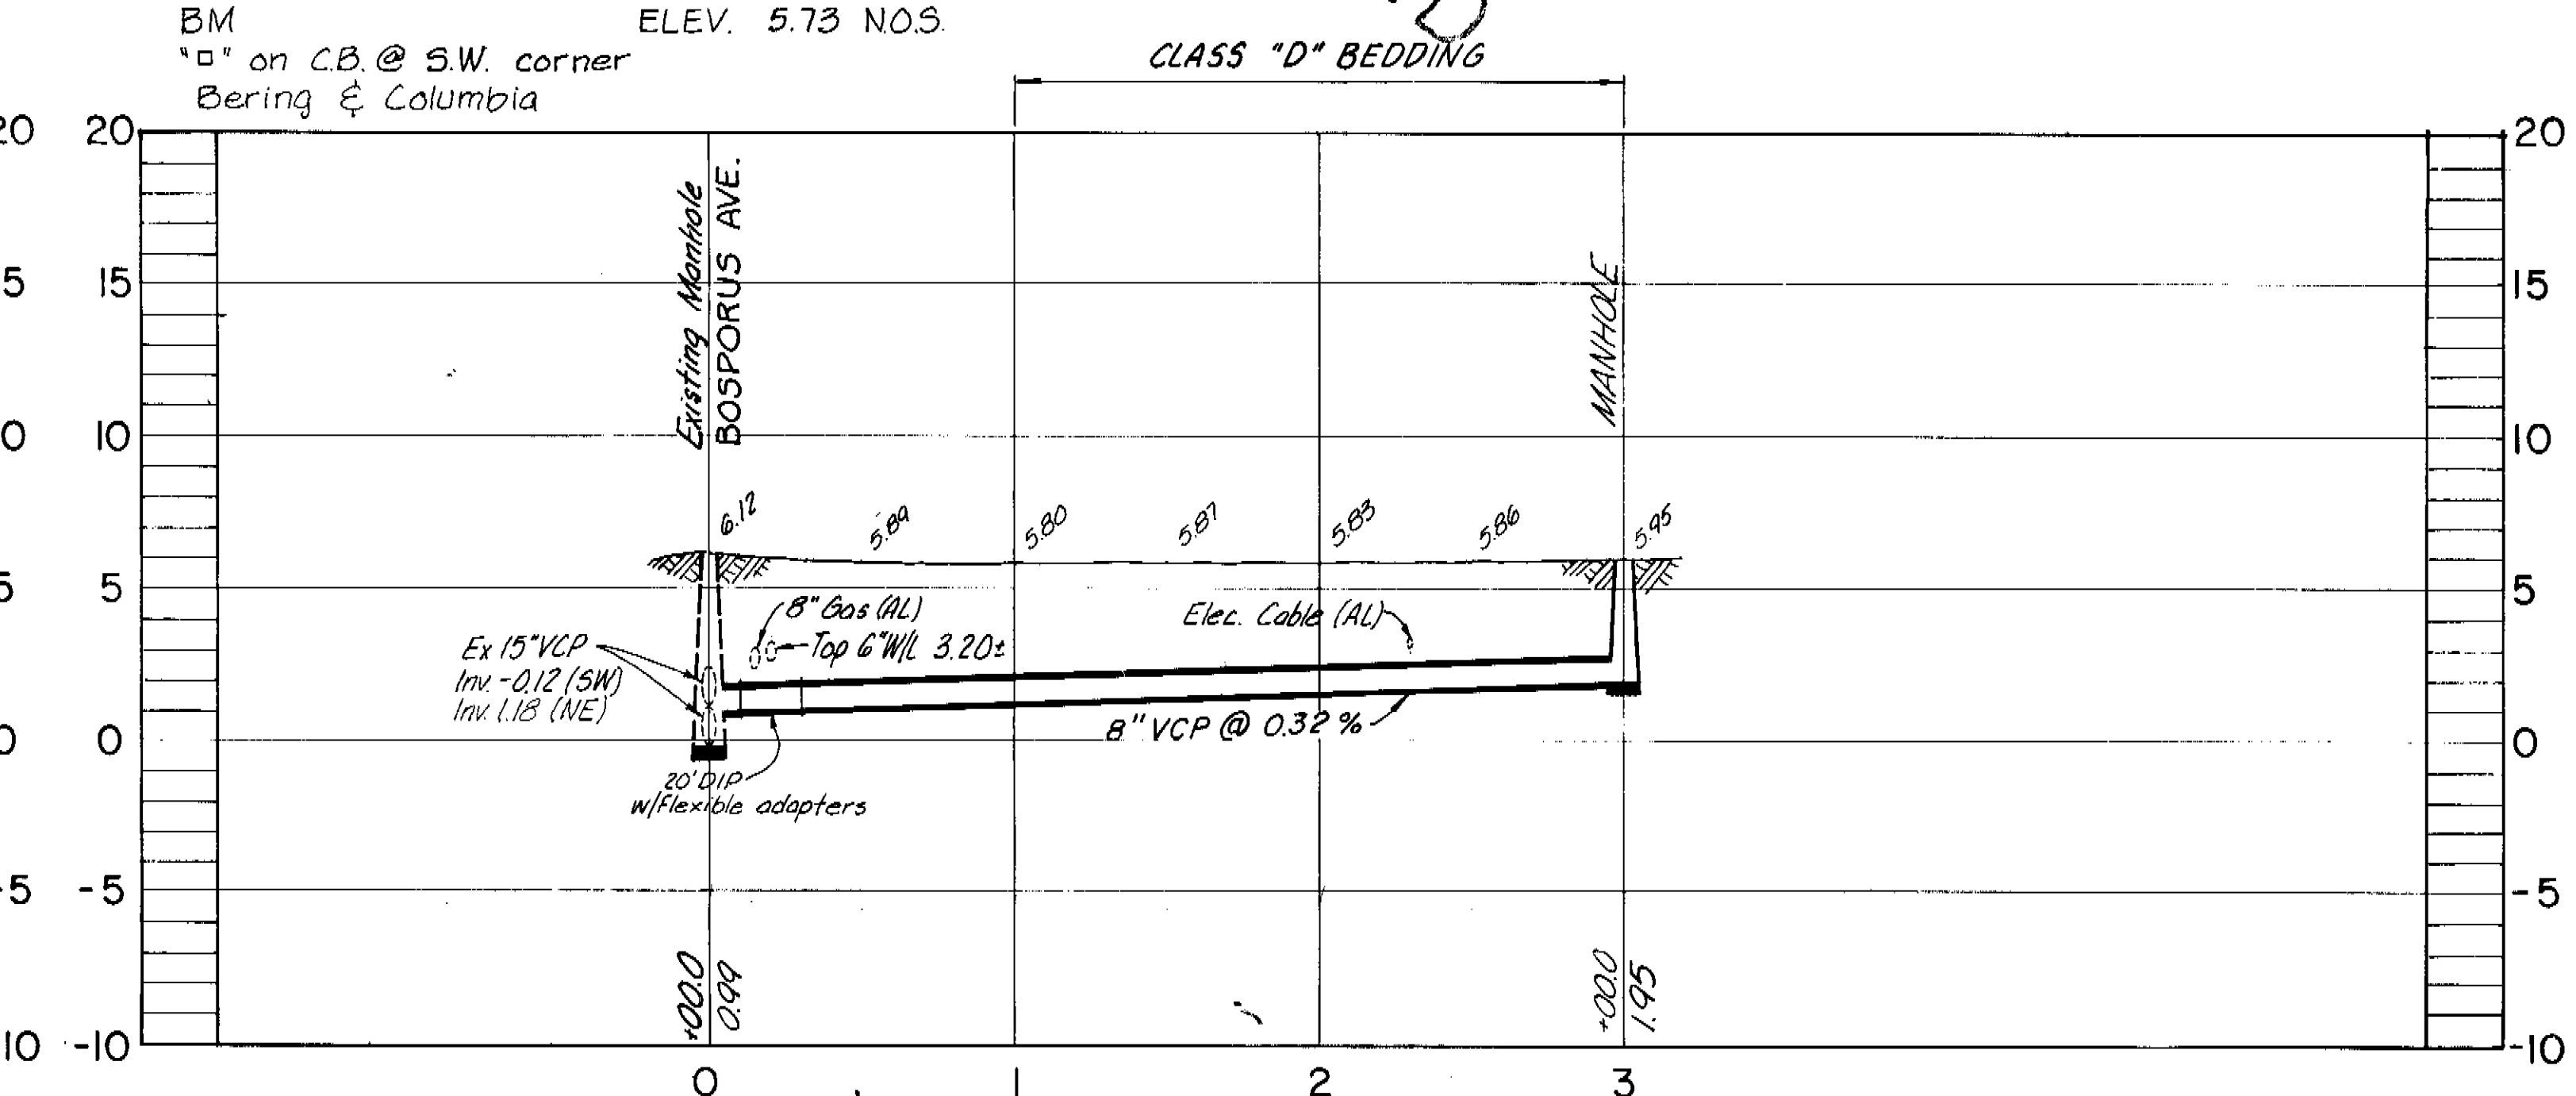 BM
ELEV. 5.73 N.O.S.
"□" on C.B. @ S.W. corner
Bering & Columbia
CLASS "D" BEDDING
20
20
20
5
15
15
0
10
10
5
5
5
0
0
0
-5
-5
-5
10
-10
-10
Existing Manhole
BOSPORUS AVE.
MANHOLE
6.12
5.89
5.80
5.87
5.83
5.86
5.95
8" Gas (AL)
Top 6" W/L 3.20±
Elec. Cable (AL)
Ex 15" VCP
Inv. -0.12 (SW)
Inv. 1.18 (NE)
8" VCP @ 0.32 %
20' DIP
w/Flexible adapters
+00.0
0.99
+00.0
1.95
0
1
2
3